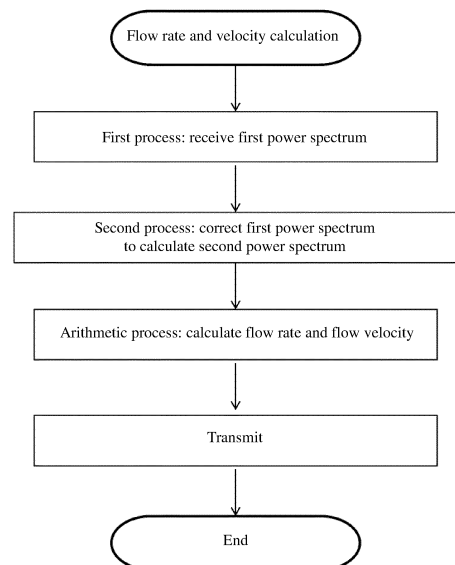 Flow rate and velocity calculation
First process: receive first power spectrum
Second process: correct first power spectrum
to calculate second power spectrum
Arithmetic process: calculate flow rate and flow velocity
Transmit
End